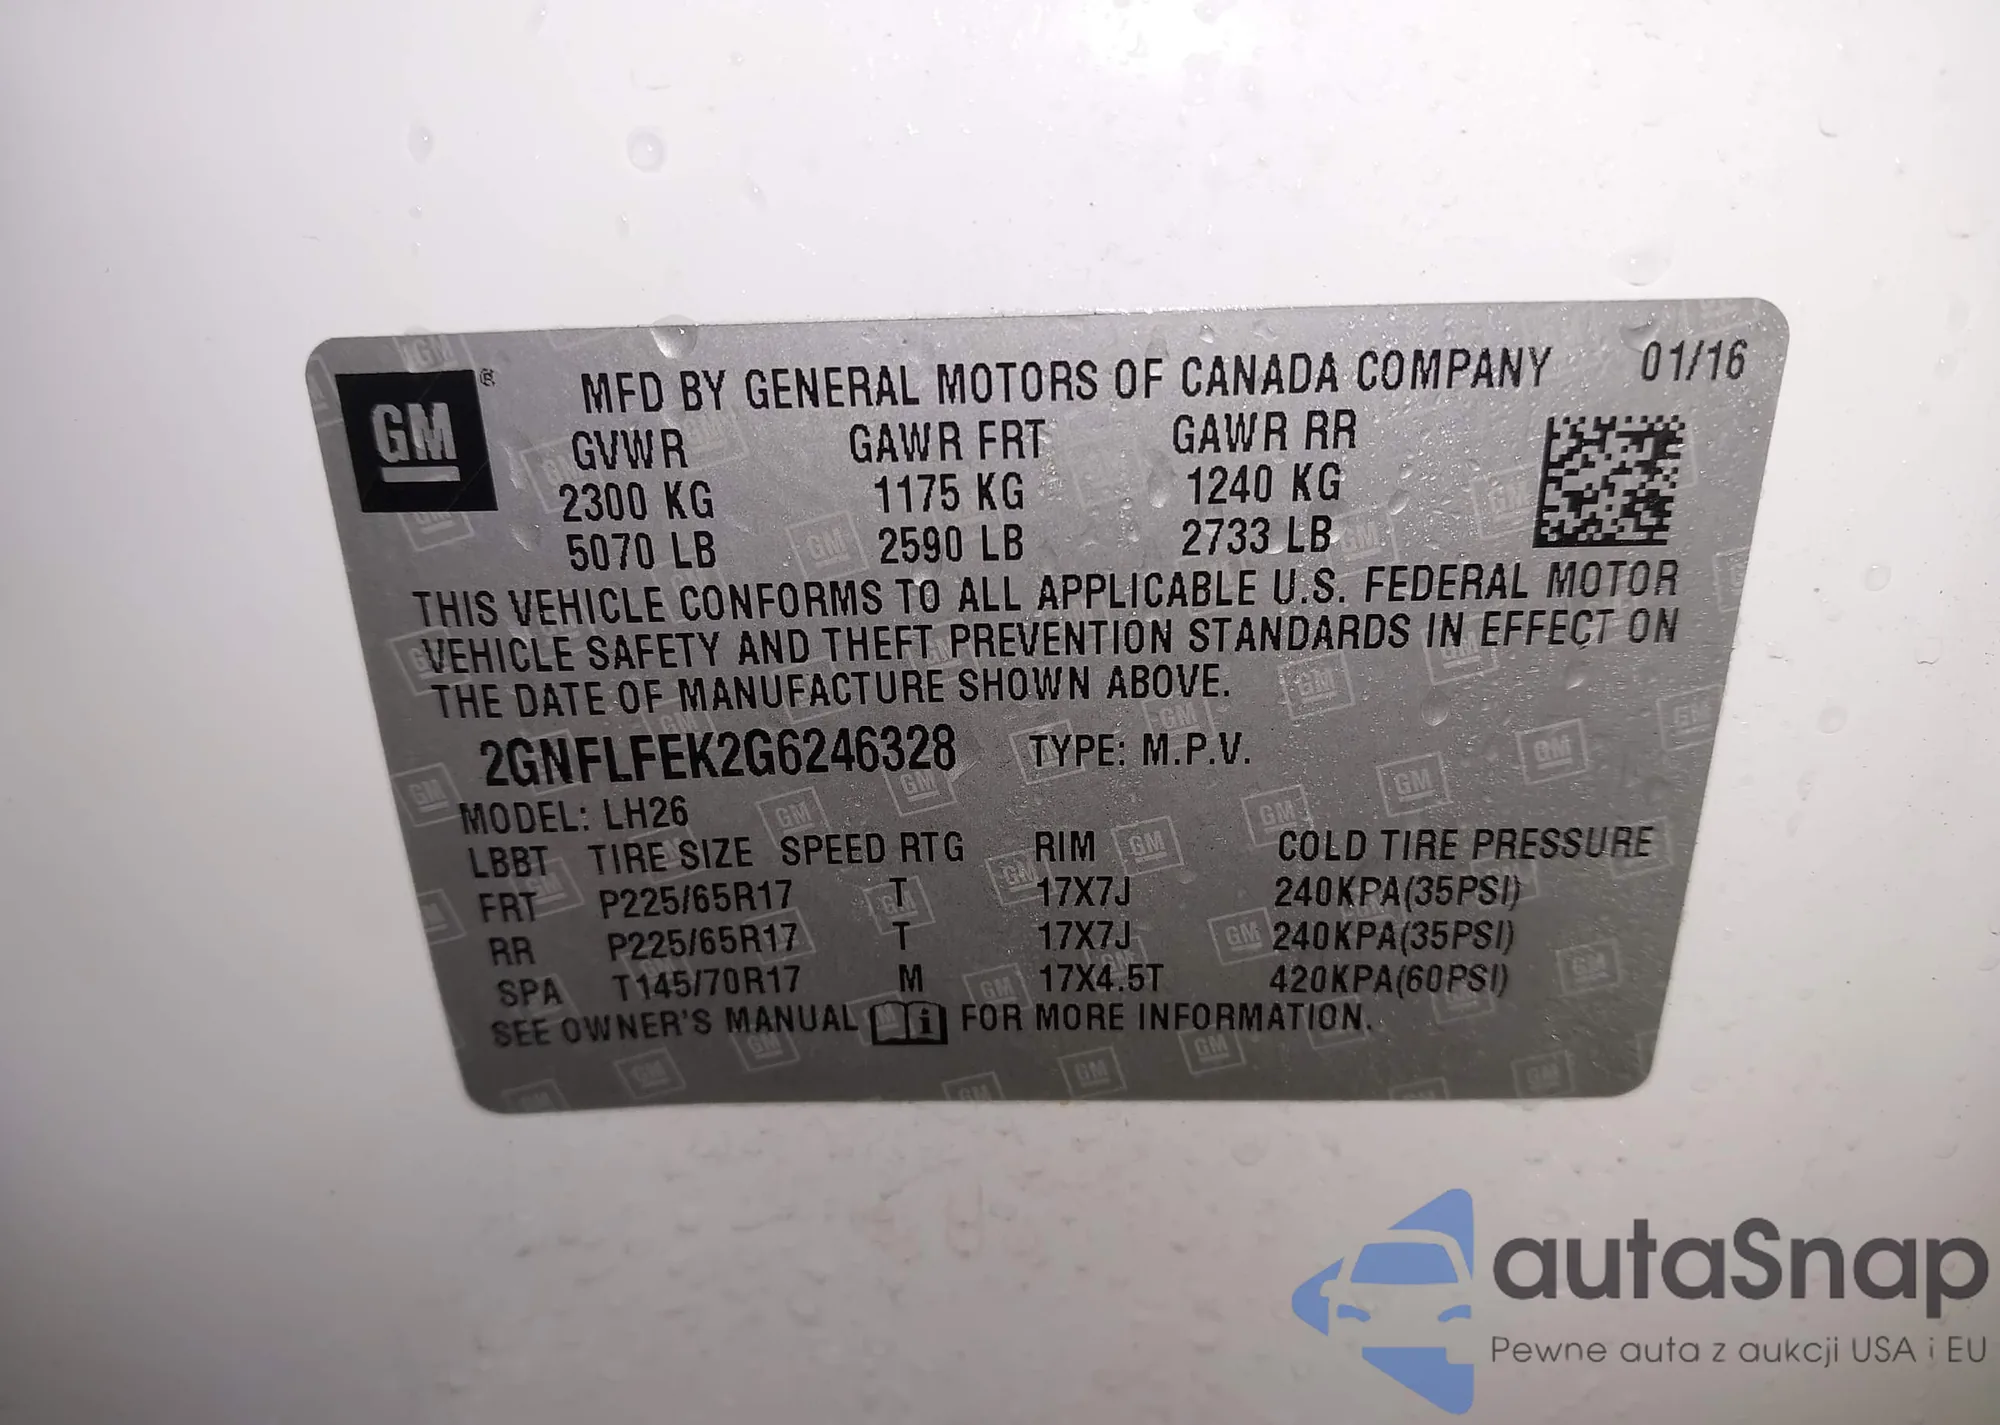 GM ® MFD BY GENERAL MOTORS OF CANADA COMPANY 01/16
GVWR GAWR FRT GAWR RR
2300 KG 1175 KG 1240 KG
5070 LB 2590 LB 2733 LB
THIS VEHICLE CONFORMS TO ALL APPLICABLE U.S. FEDERAL MOTOR
VEHICLE SAFETY AND THEFT PREVENTION STANDARDS IN EFFECT ON
THE DATE OF MANUFACTURE SHOWN ABOVE.
2GNFLFEK2G6246328 TYPE: M.P.V.
MODEL: LH26
LBBT TIRE SIZE SPEED RTG RIM COLD TIRE PRESSURE
FRT P225/65R17 T 17X7J 240KPA(35PSI)
RR P225/65R17 T 17X7J 240KPA(35PSI)
SPA T145/70R17 M 17X4.5T 420KPA(60PSI)
SEE OWNER'S MANUAL i FOR MORE INFORMATION.
autaSnap
Pewne auta z aukcji USA i EU